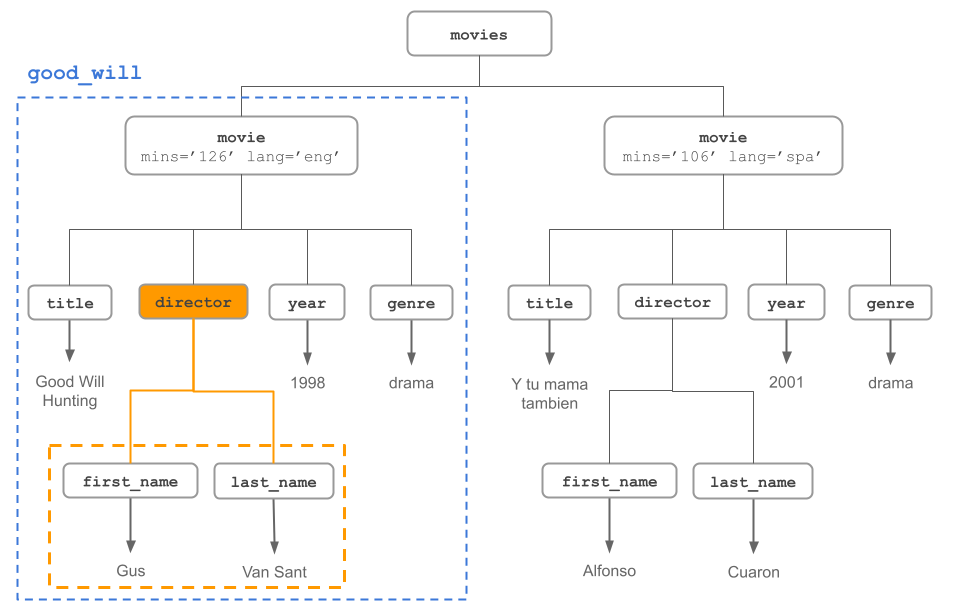 movies
good_will
movie
mins=’126’ lang=’eng’
movie
mins=’106’ lang=’spa’
title
director
year
genre
title
director
year
genre
Good Will
Hunting
1998
drama
Y tu mama
tambien
2001
drama
first_name
last_name
first_name
last_name
Gus
Van Sant
Alfonso
Cuaron